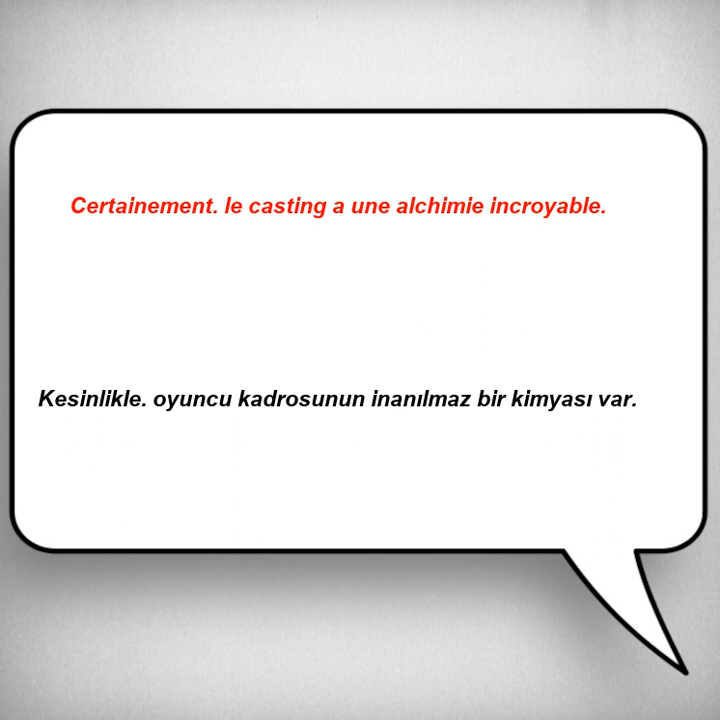 Certainement. le casting a une alchimie incroyable.
Kesinlikle. oyuncu kadrosunun inanılmaz bir kimyası var.